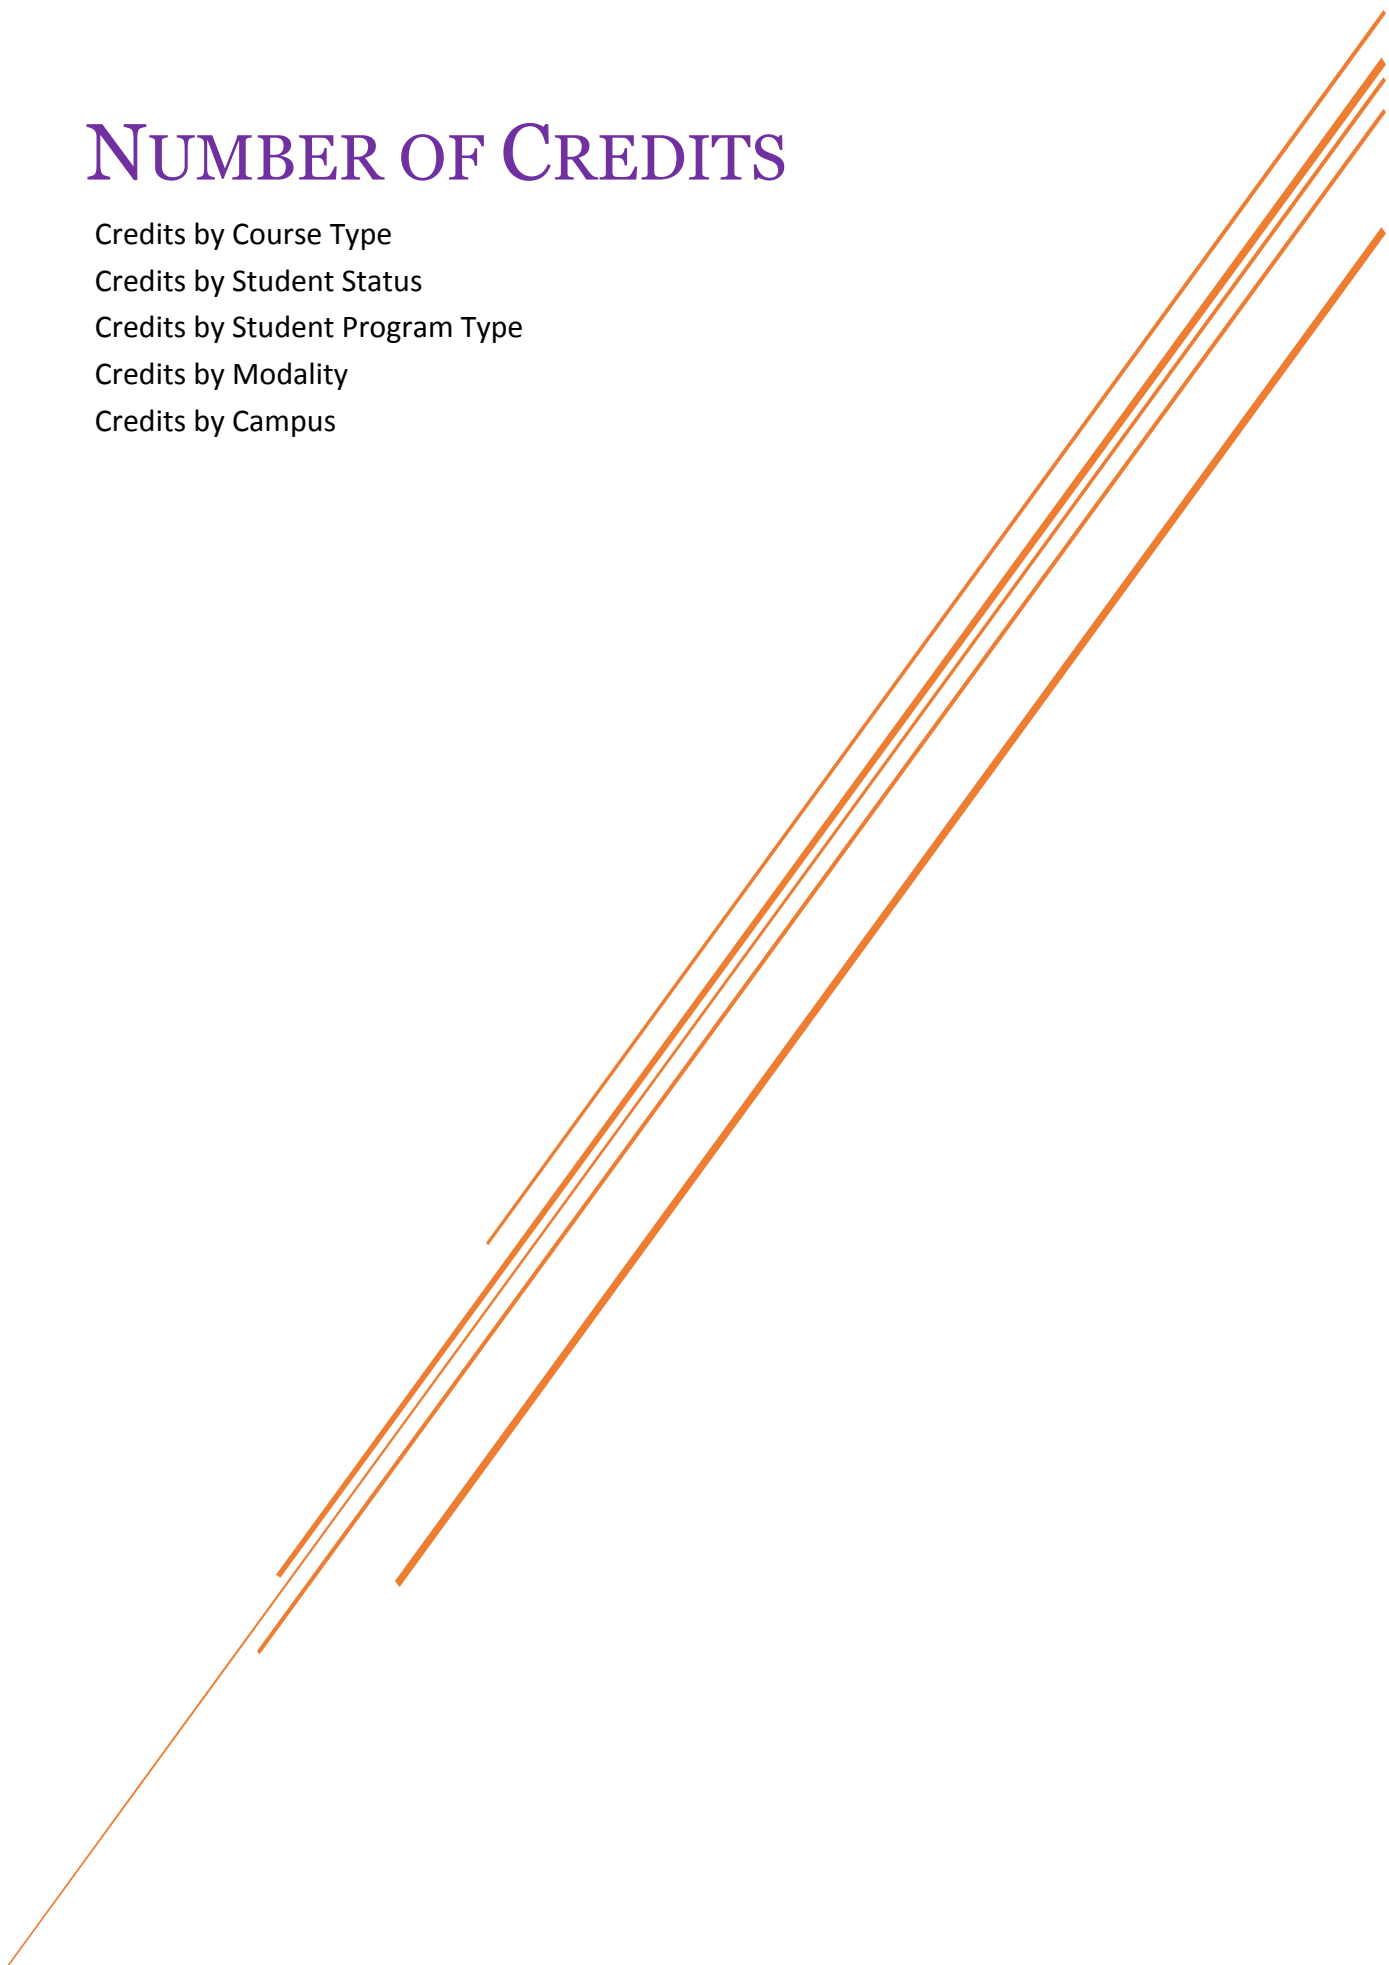 NUMBER OF CREDITS
Credits by Course Type
Credits by Student Status
Credits by Student Program Type
Credits by Modality
Credits by Campus